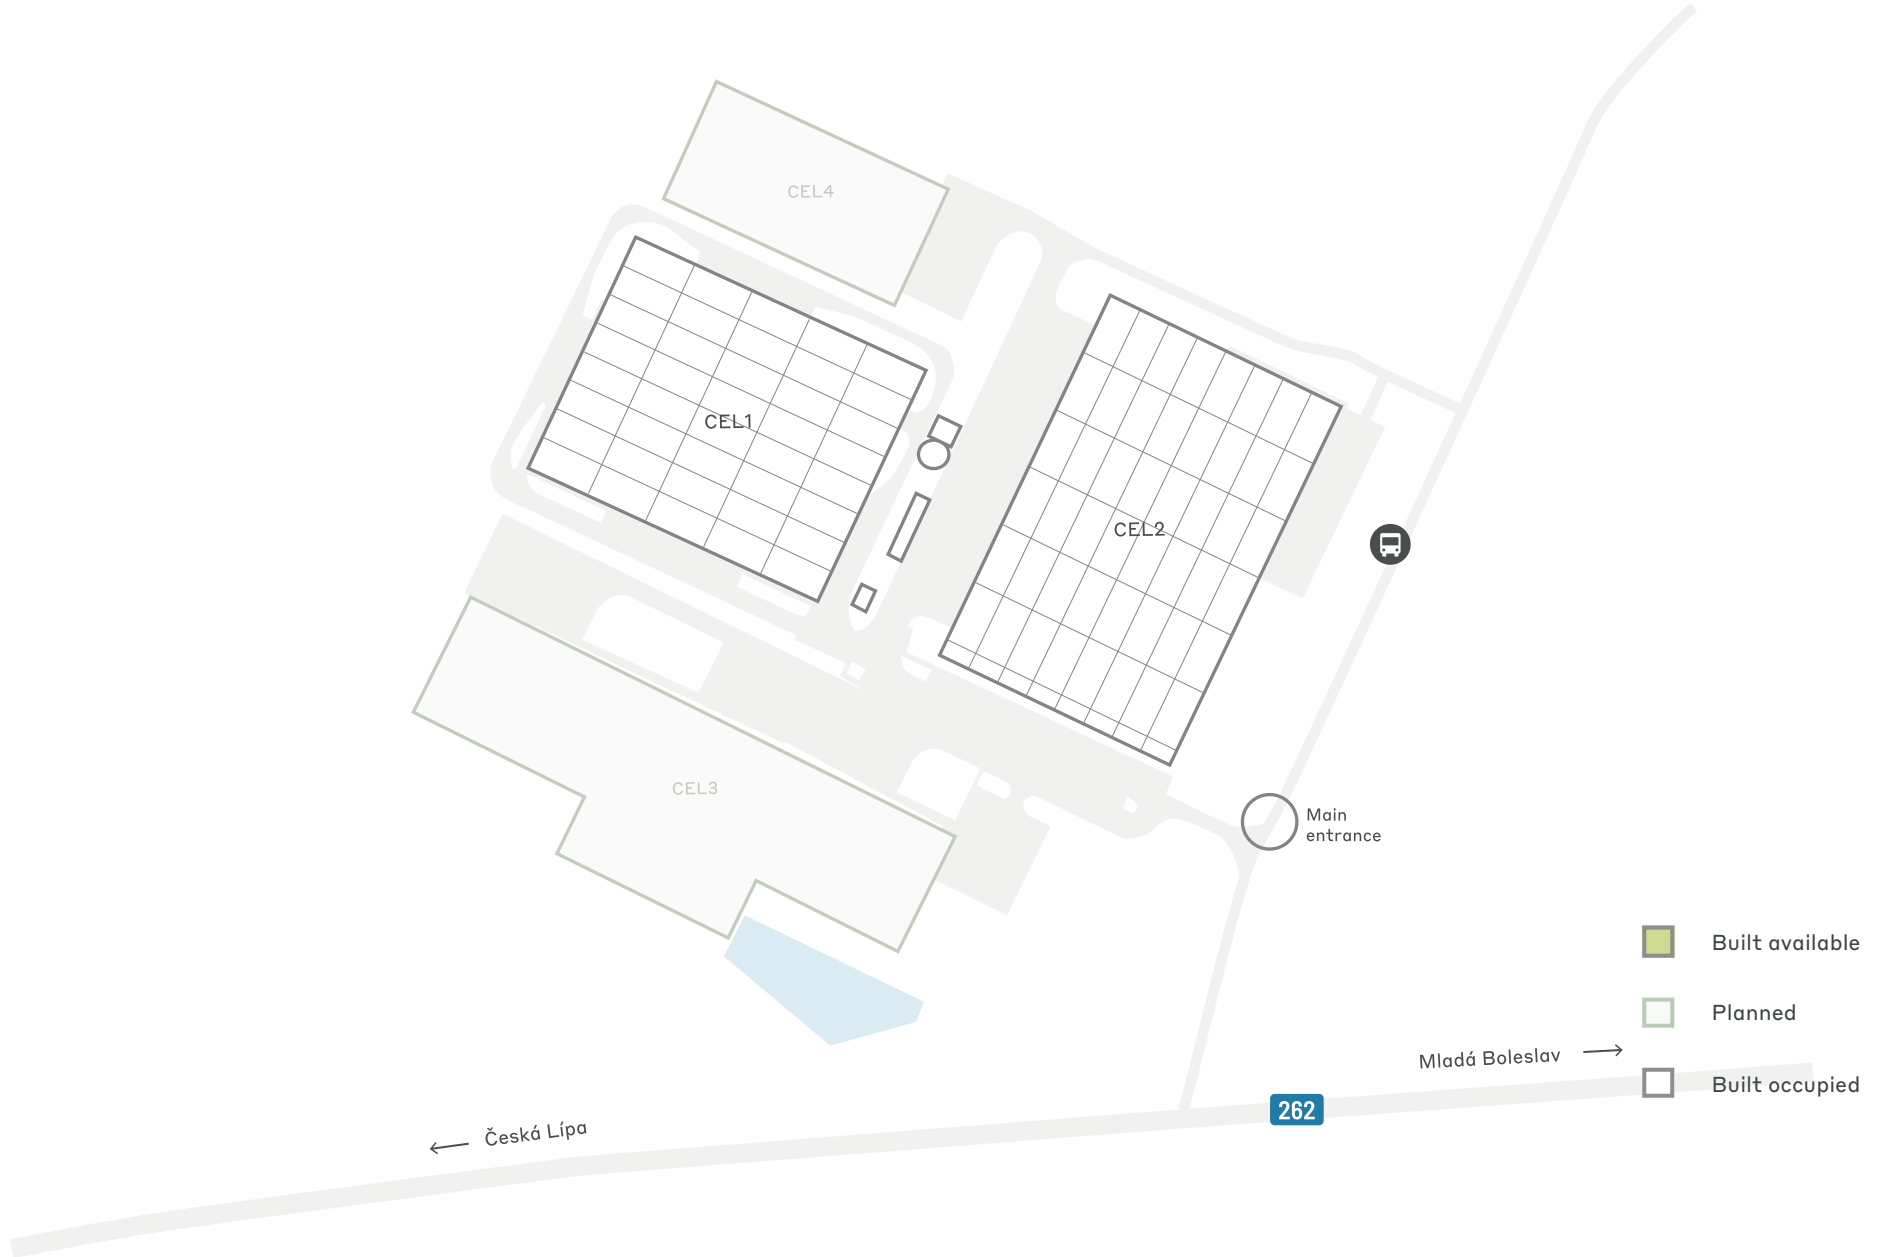 CEL4
CEL1
CEL2
CEL3
Main
entrance
Built available
Planned
Built occupied
Mladá Boleslav
262
Česká Lípa